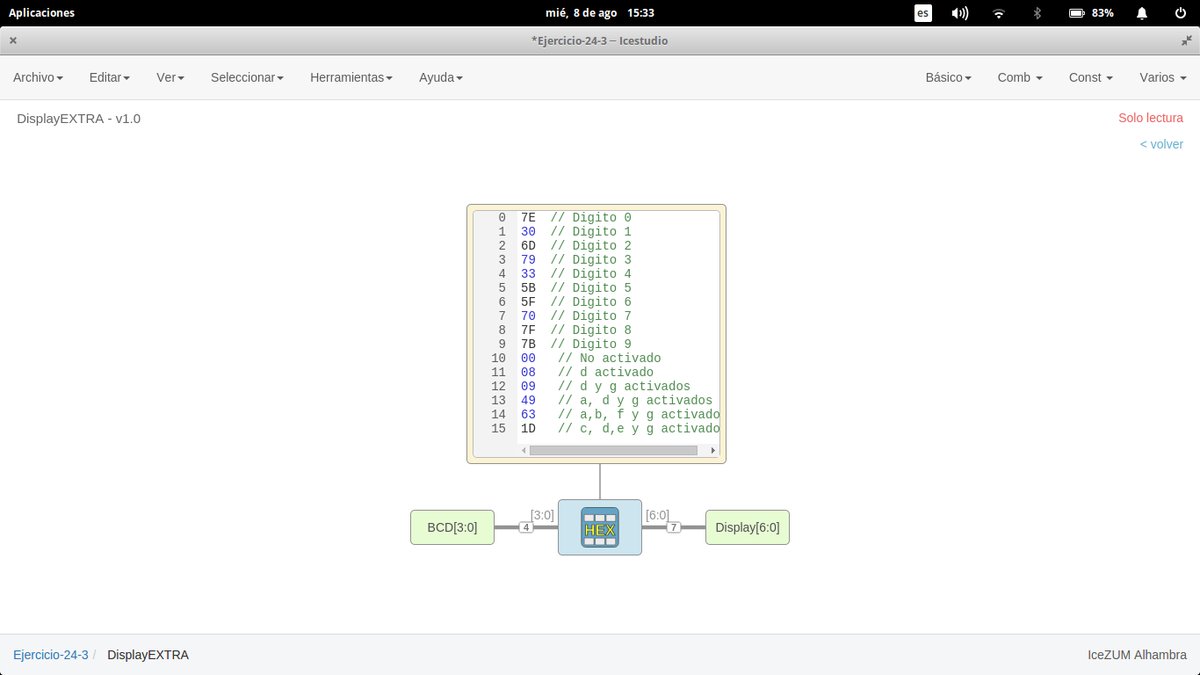 Aplicaciones mié, 8 de ago 15:33 es 83%
*Ejercicio-24-3 – Icestudio
Archivo Editar Ver Seleccionar Herramientas Ayuda Básico Comb Const Varios
DisplayEXTRA - v1.0 Solo lectura
< volver
0 7E // Digito 0
1 30 // Digito 1
2 6D // Digito 2
3 79 // Digito 3
4 33 // Digito 4
5 5B // Digito 5
6 5F // Digito 6
7 70 // Digito 7
8 7F // Digito 8
9 7B // Digito 9
10 00 // No activado
11 08 // d activado
12 09 // d y g activados
13 49 // a, d y g activados
14 63 // a,b, f y g activado
15 1D // c, d,e y g activado
[3:0] [6:0]
BCD[3:0] 4 HEX 7 Display[6:0]
Ejercicio-24-3 / DisplayEXTRA IceZUM Alhambra